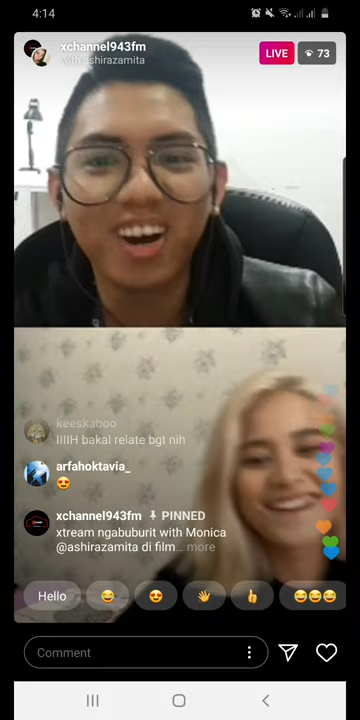 4:14
xchannel943fm
with ashirazamita
LIVE
73
keeskaboo
IIIIH bakal relate bgt nih
arfahoktavia_
😍
xchannel943fm PINNED
xtream ngabuburit with Monica
@ashirazamita di film... more
Hello 😂 😍 👋 👍 😂😂😂
Comment